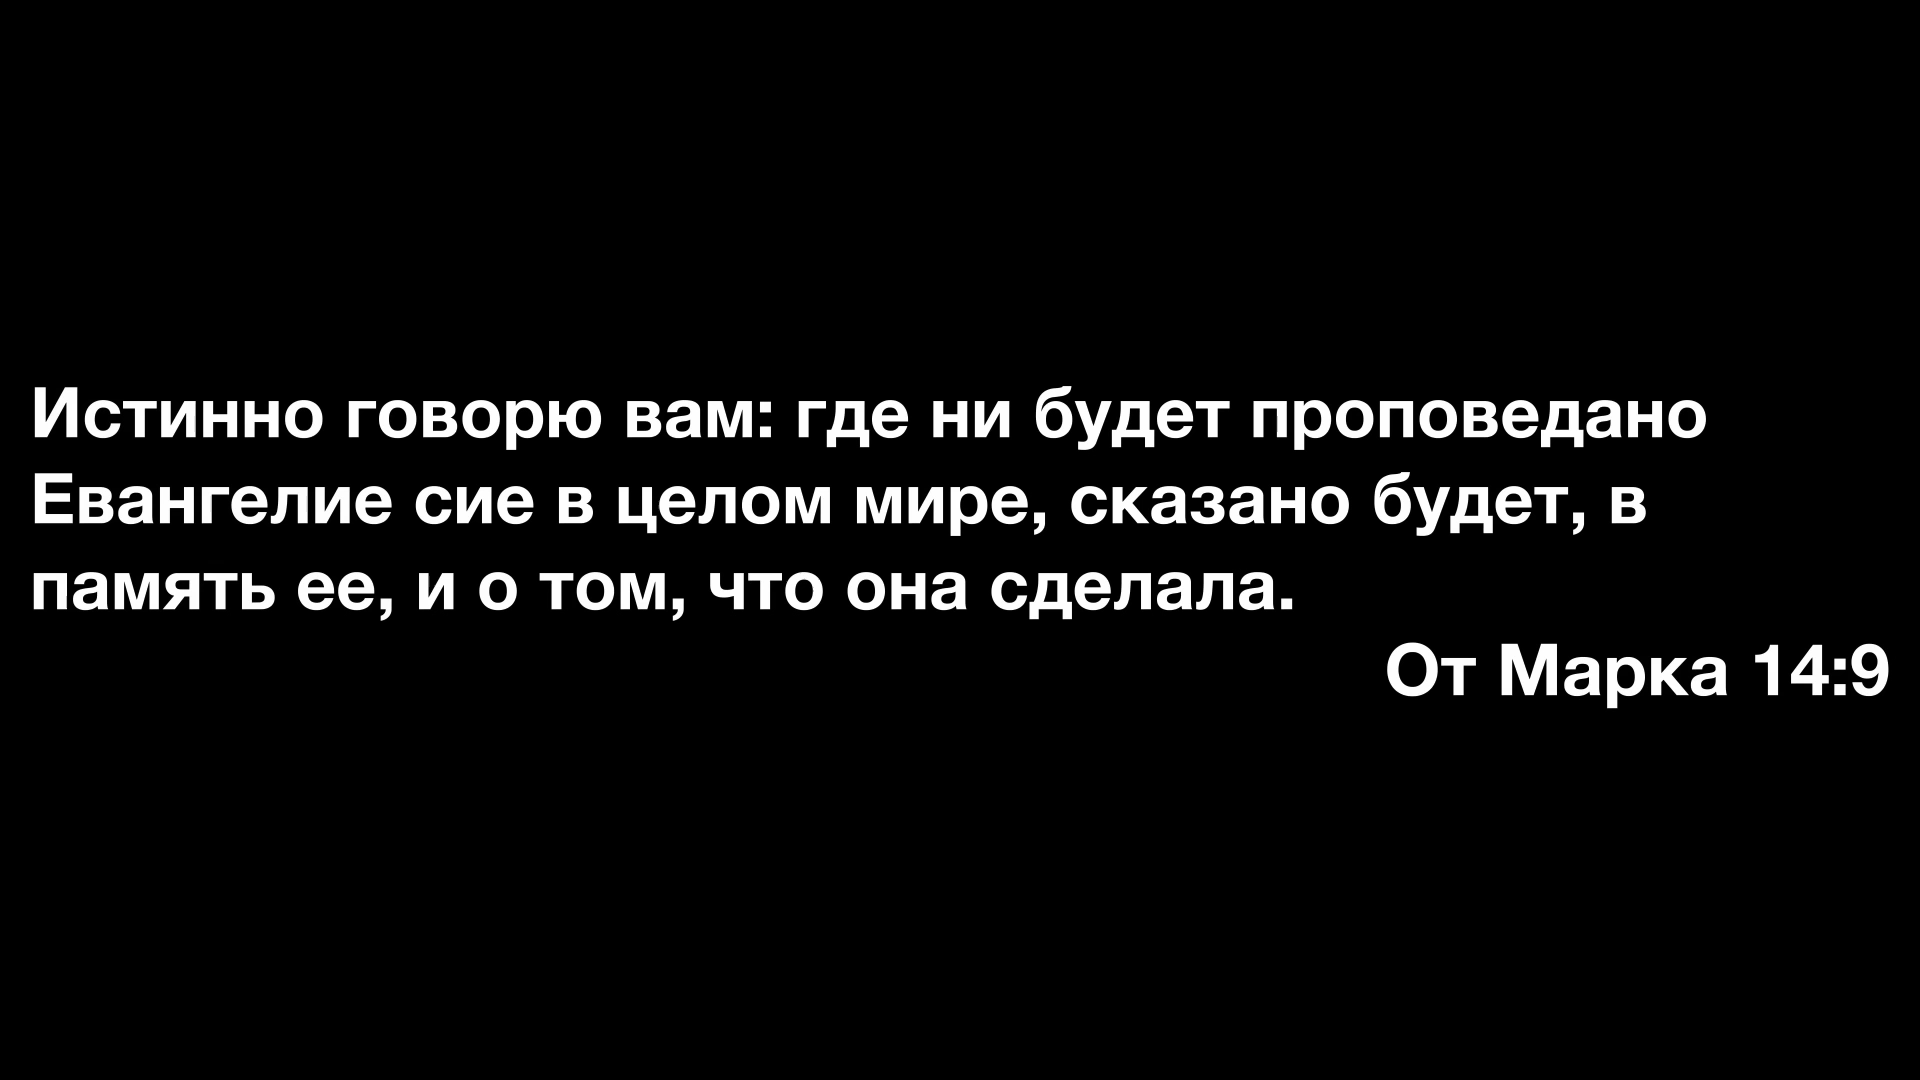 Истинно говорю вам: где ни будет проповедано
Евангелие сие в целом мире, сказано будет, в
память ее, и о том, что она сделала.
От Марка 14:9